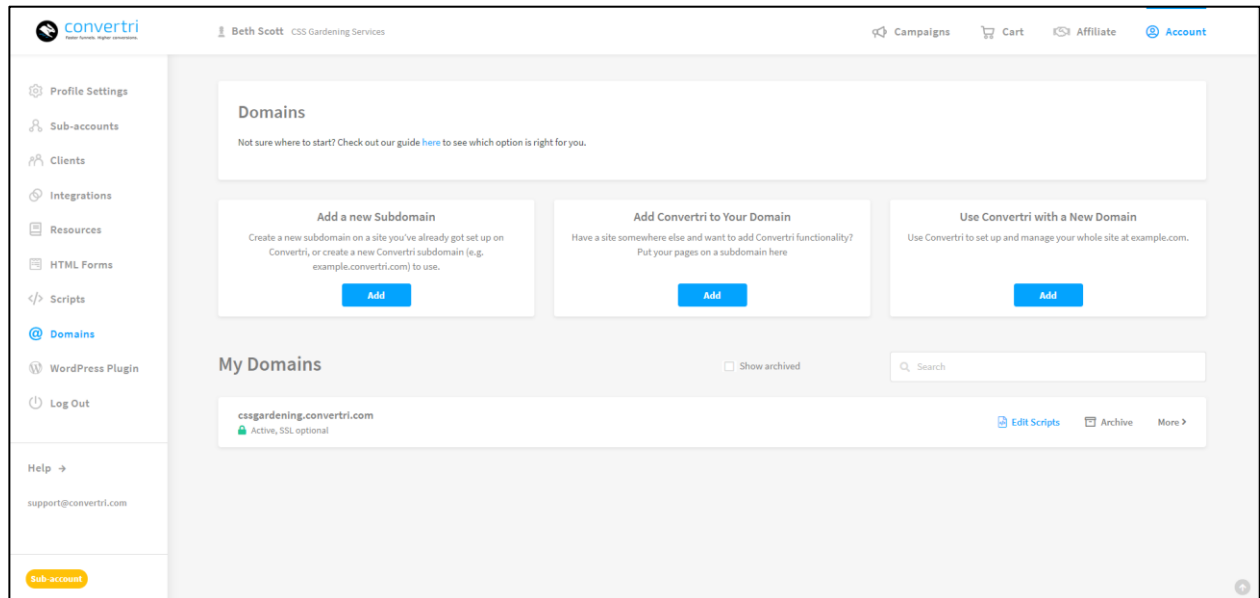 convertri
Faster funnels. Higher conversions.
Beth Scott CSS Gardening Services
Campaigns
Cart
Affiliate
Account
Profile Settings
Sub-accounts
Clients
Integrations
Resources
HTML Forms
Scripts
Domains
WordPress Plugin
Log Out
Help →
support@convertri.com
Sub-account
Domains
Not sure where to start? Check out our guide here to see which option is right for you.
Add a new Subdomain
Create a new subdomain on a site you've already got set up on
Convertri, or create a new Convertri subdomain (e.g.
example.convertri.com) to use.
Add
Add Convertri to Your Domain
Have a site somewhere else and want to add Convertri functionality?
Put your pages on a subdomain here
Add
Use Convertri with a New Domain
Use Convertri to set up and manage your whole site at example.com.
Add
My Domains
Show archived
Search
cssgardening.convertri.com
Active, SSL optional
Edit Scripts
Archive
More >